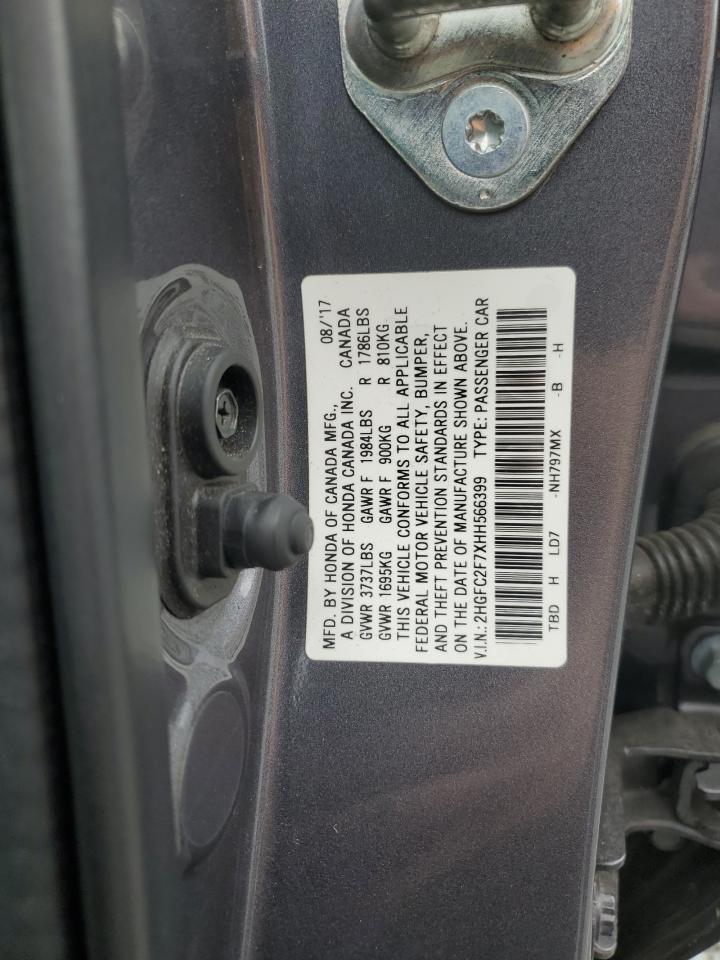 MFD. BY HONDA OF CANADA MFG., 08/'17
A DIVISION OF HONDA CANADA INC. CANADA
GVWR 3737LBS GAWR F 1984LBS R 1786LBS
GVWR 1695KG GAWR F 900KG R 810KG
THIS VEHICLE CONFORMS TO ALL APPLICABLE
FEDERAL MOTOR VEHICLE SAFETY, BUMPER,
AND THEFT PREVENTION STANDARDS IN EFFECT
ON THE DATE OF MANUFACTURE SHOWN ABOVE.
V.I.N.: 2HGFC2F7XHH566399 TYPE: PASSENGER CAR
TBD H LD7 -NH797MX -B -H